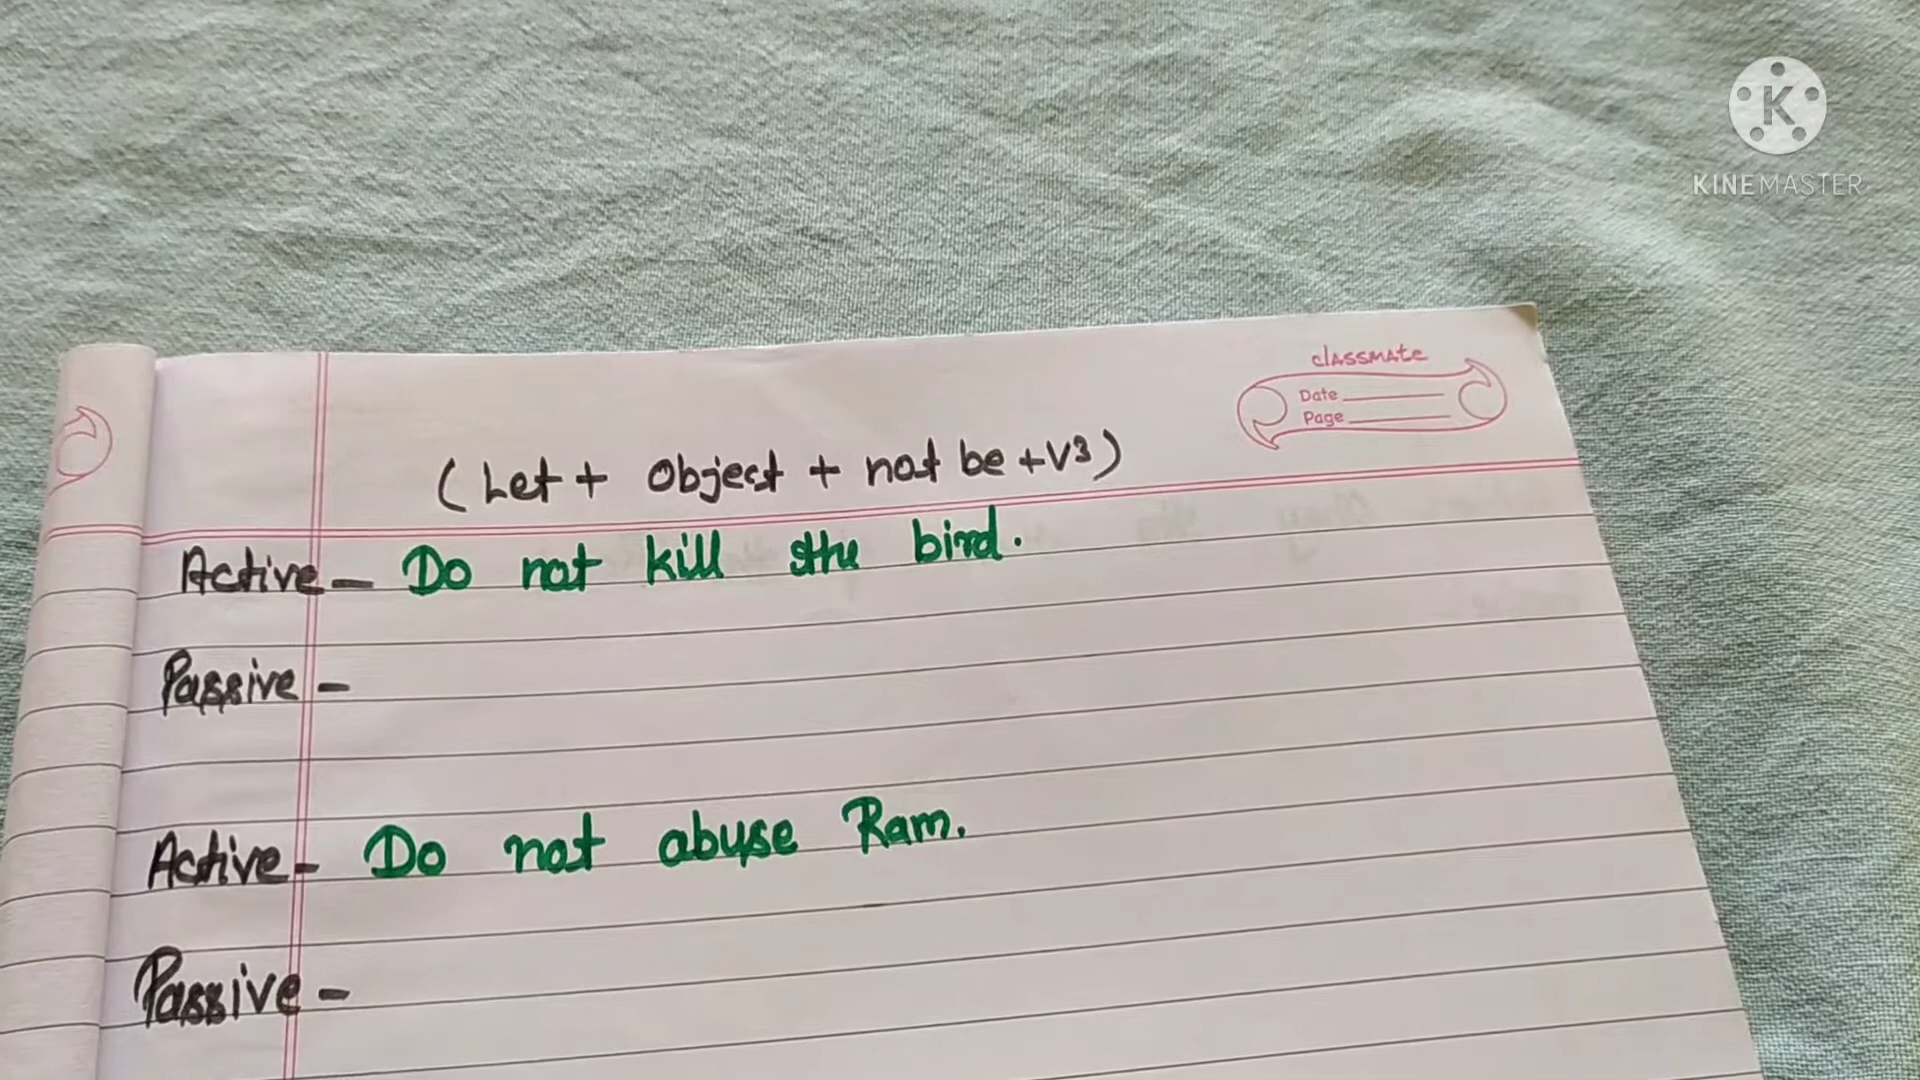 K
KINEMASTER
classmate
Date
Page
(Let + Object + not be + V3)
Active - Do not kill the bird.
Passive -
Active - Do not abuse Ram.
Passive -